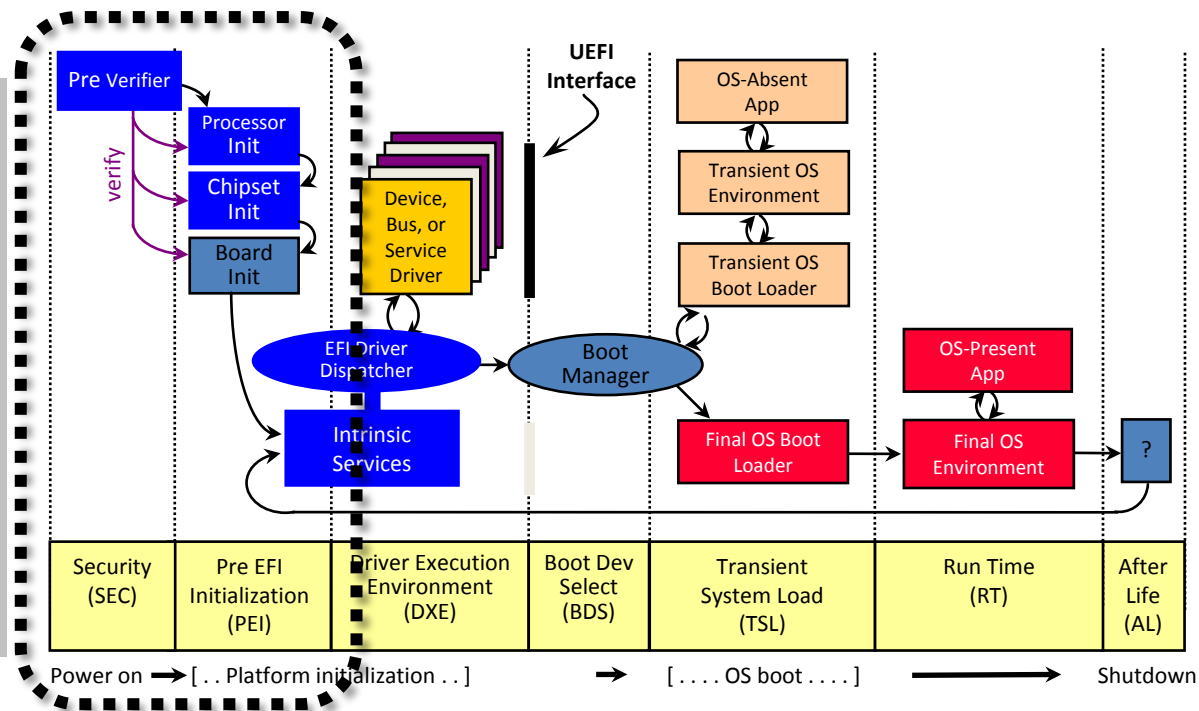 UEFI
Interface
Pre Verifier
verify
Processor
Init
Chipset
Init
Board
Init
Device,
Bus, or
Service
Driver
EFI Driver
Dispatcher
Intrinsic
Services
Boot
Manager
OS-Absent
App
Transient OS
Environment
Transient OS
Boot Loader
Final OS Boot
Loader
OS-Present
App
Final OS
Environment
?
Security
(SEC)
Pre EFI
Initialization
(PEI)
Driver Execution
Environment
(DXE)
Boot Dev
Select
(BDS)
Transient
System Load
(TSL)
Run Time
(RT)
After
Life
(AL)
Power on [ . . Platform initialization . . ] [ . . . . OS boot . . . . ] Shutdown